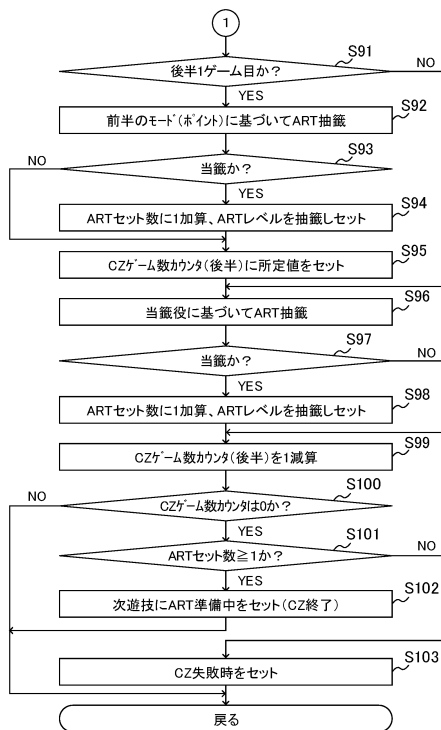 1
S91
後半1ゲーム目か？
NO
YES
S92
前半のモード(ポイント)に基づいてART抽籤
S93
NO
当籤か？
YES
S94
ARTセット数に1加算、ARTレベルを抽籤しセット
S95
CZゲーム数カウンタ(後半)に所定値をセット
S96
当籤役に基づいてART抽籤
S97
当籤か？
NO
YES
S98
ARTセット数に1加算、ARTレベルを抽籤しセット
S99
CZゲーム数カウンタ(後半)を1減算
S100
NO
CZゲーム数カウンタは0か？
YES
S101
ARTセット数≧1か？
NO
YES
S102
次遊技にART準備中をセット(CZ終了)
S103
CZ失敗時をセット
戻る